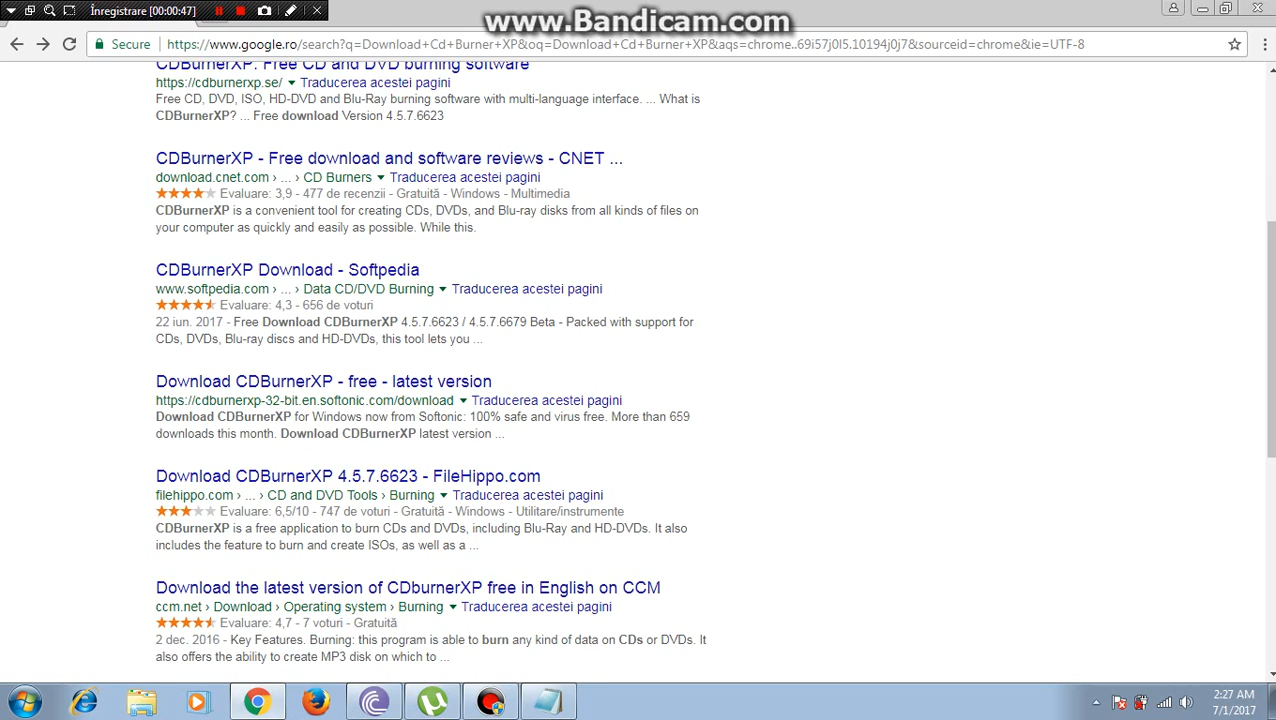 Înregistrare [00:00:47]
www.Bandicam.com
Secure
https://www.google.ro/search?q=Download+Cd+Burner+XP&oq=Download+Cd+Burner+XP&aqs=chrome..69i57j0l5.10194j0j7&sourceid=chrome&ie=UTF-8
CDBurnerXP: Free CD and DVD burning software
https://cdburnerxp.se/ Traducerea acestei pagini
Free CD, DVD, ISO, HD-DVD and Blu-Ray burning software with multi-language interface. ... What is
CDBurnerXP? ... Free download Version 4.5.7.6623
CDBurnerXP - Free download and software reviews - CNET ...
download.cnet.com › ... › CD Burners Traducerea acestei pagini
Evaluare: 3,9 - 477 de recenzii - Gratuită - Windows - Multimedia
CDBurnerXP is a convenient tool for creating CDs, DVDs, and Blu-ray disks from all kinds of files on
your computer as quickly and easily as possible. While this.
CDBurnerXP Download - Softpedia
www.softpedia.com › ... › Data CD/DVD Burning Traducerea acestei pagini
Evaluare: 4,3 - 656 de voturi
22 iun. 2017 - Free Download CDBurnerXP 4.5.7.6623 / 4.5.7.6679 Beta - Packed with support for
CDs, DVDs, Blu-ray discs and HD-DVDs, this tool lets you ...
Download CDBurnerXP - free - latest version
https://cdburnerxp-32-bit.en.softonic.com/download Traducerea acestei pagini
Download CDBurnerXP for Windows now from Softonic: 100% safe and virus free. More than 659
downloads this month. Download CDBurnerXP latest version ...
Download CDBurnerXP 4.5.7.6623 - FileHippo.com
filehippo.com › ... › CD and DVD Tools › Burning Traducerea acestei pagini
Evaluare: 6,5/10 - 747 de voturi - Gratuită - Windows - Utilitare/instrumente
CDBurnerXP is a free application to burn CDs and DVDs, including Blu-Ray and HD-DVDs. It also
includes the feature to burn and create ISOs, as well as a ...
Download the latest version of CDburnerXP free in English on CCM
ccm.net › Download › Operating system › Burning Traducerea acestei pagini
Evaluare: 4,7 - 7 voturi - Gratuită
2 dec. 2016 - Key Features. Burning: this program is able to burn any kind of data on CDs or DVDs. It
also offers the ability to create MP3 disk on which to ...
2:27 AM
7/1/2017